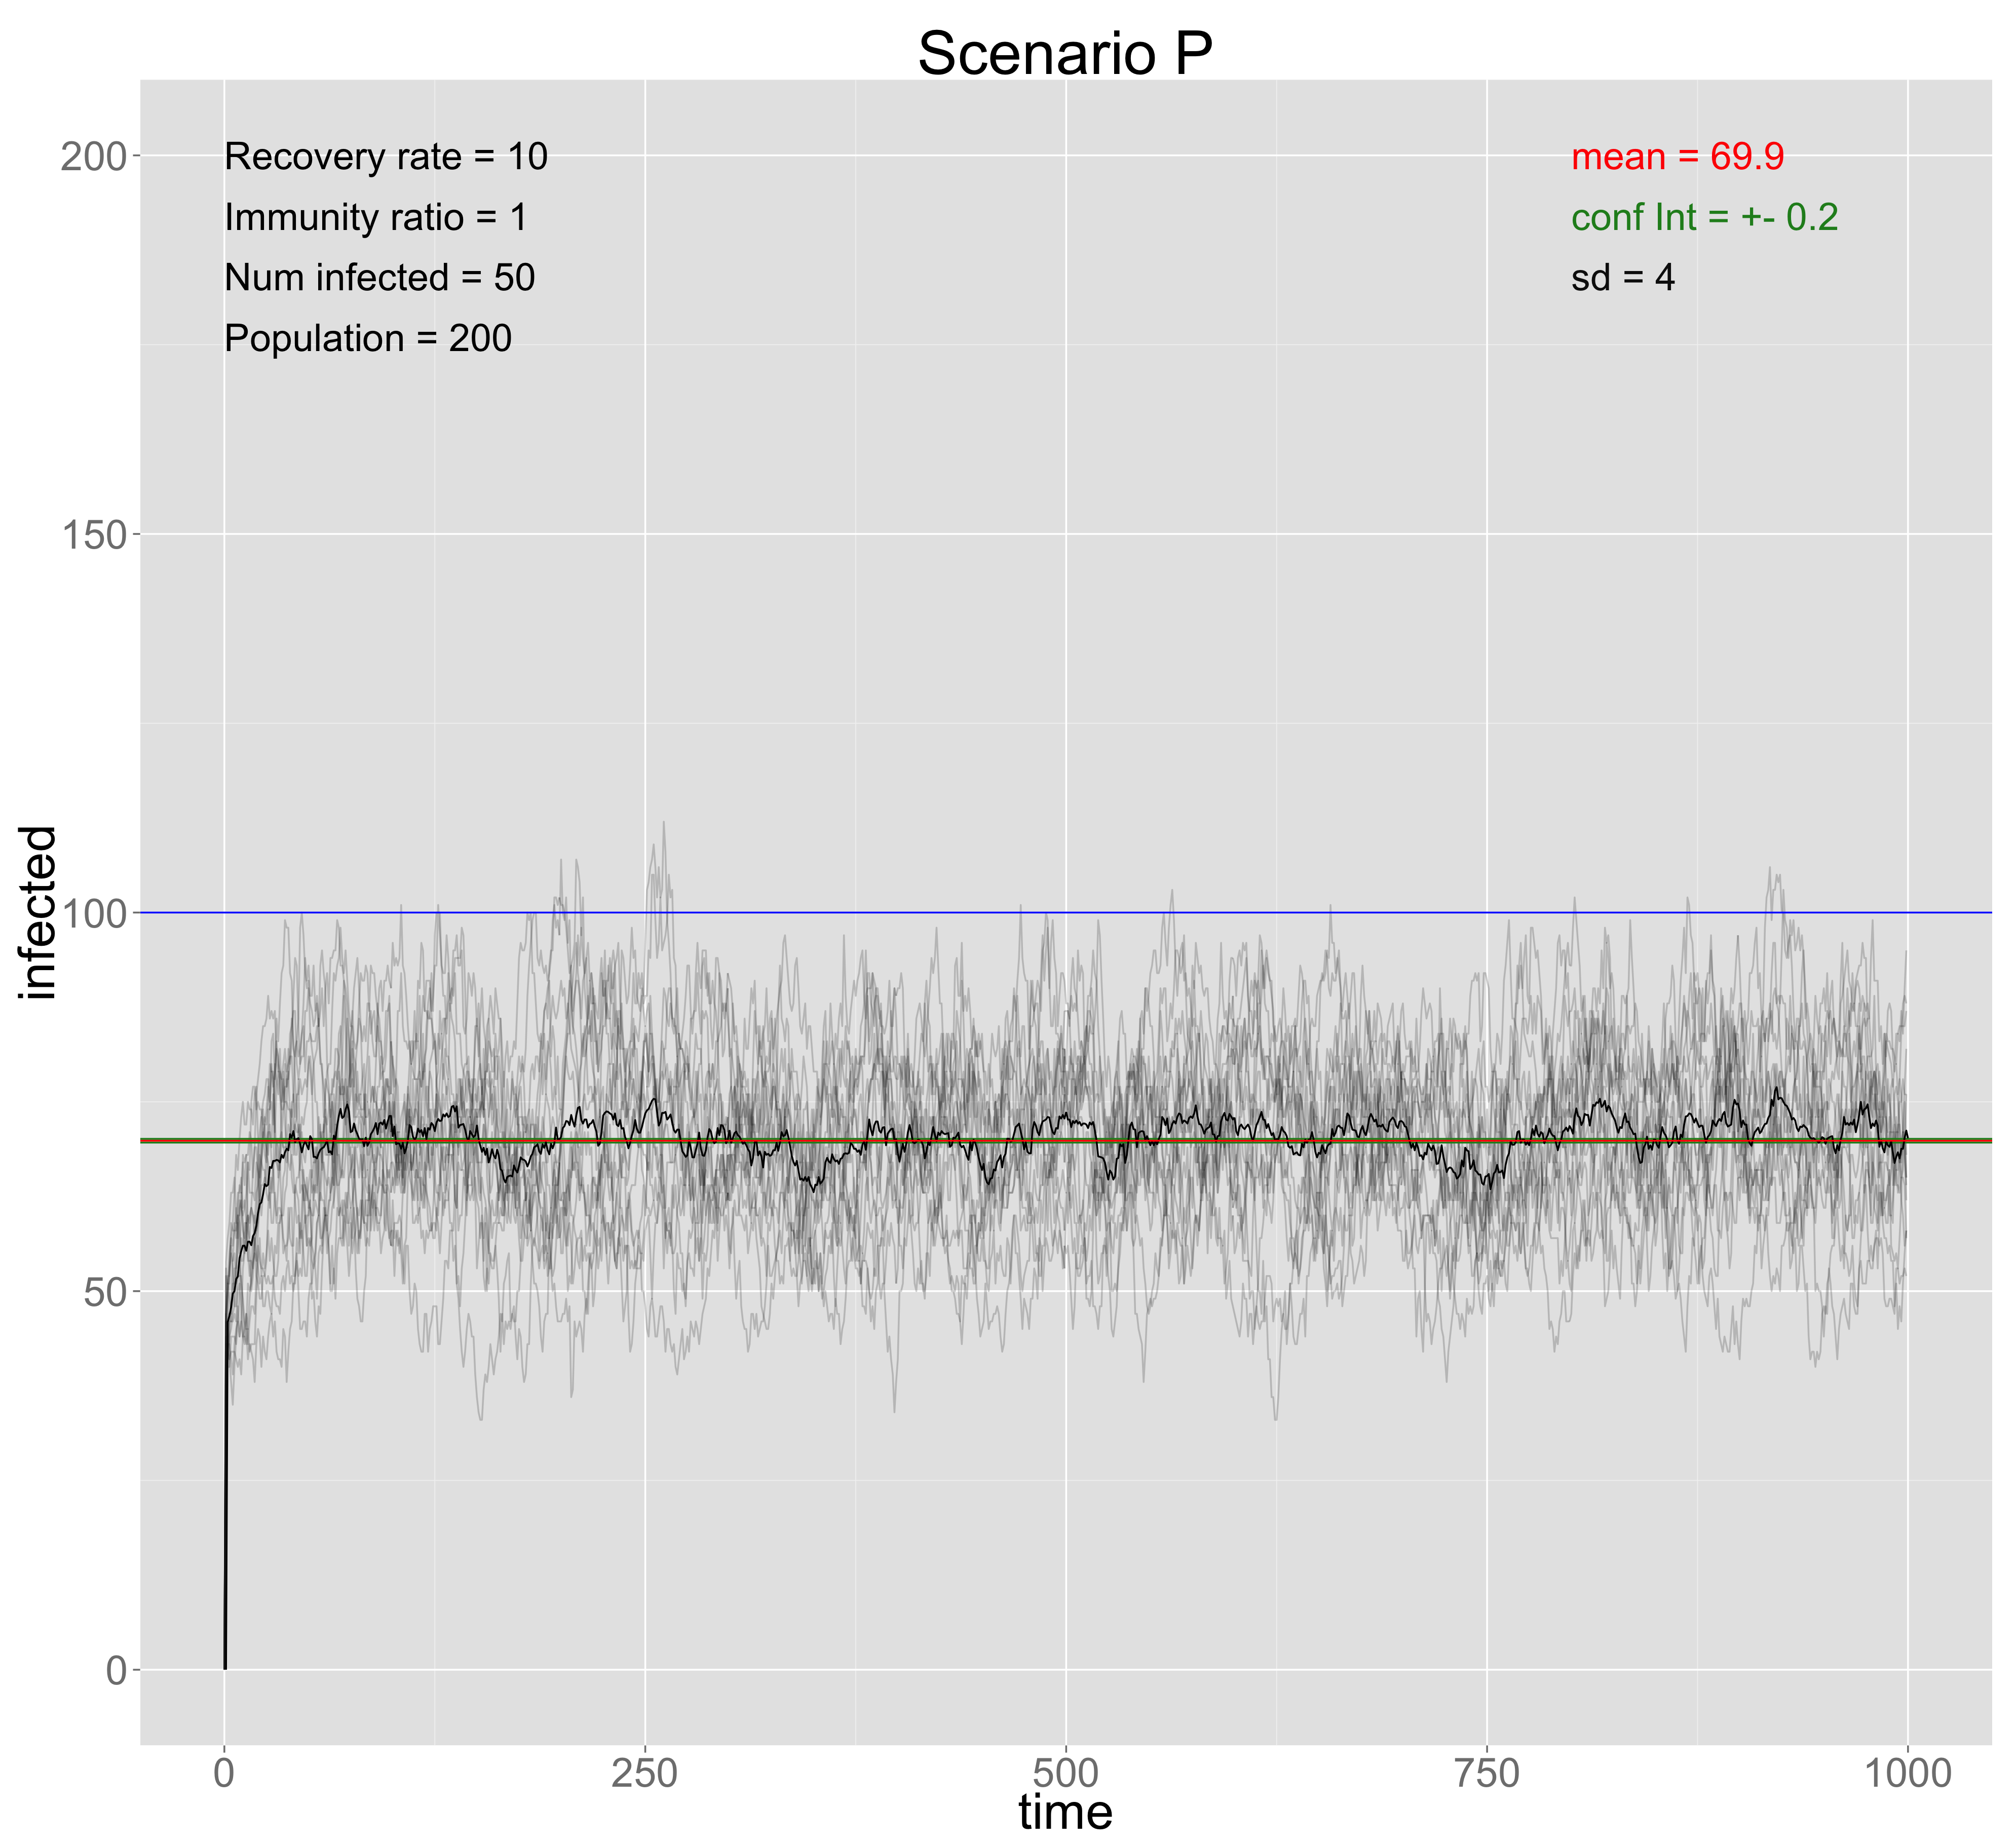 Scenario P
Recovery rate = 10
Immunity ratio = 1
Num infected = 50
Population = 200
mean = 69.9
conf Int = +- 0.2
sd = 4
infected
200
150
100
50
0
0 250 500 750 1000
time